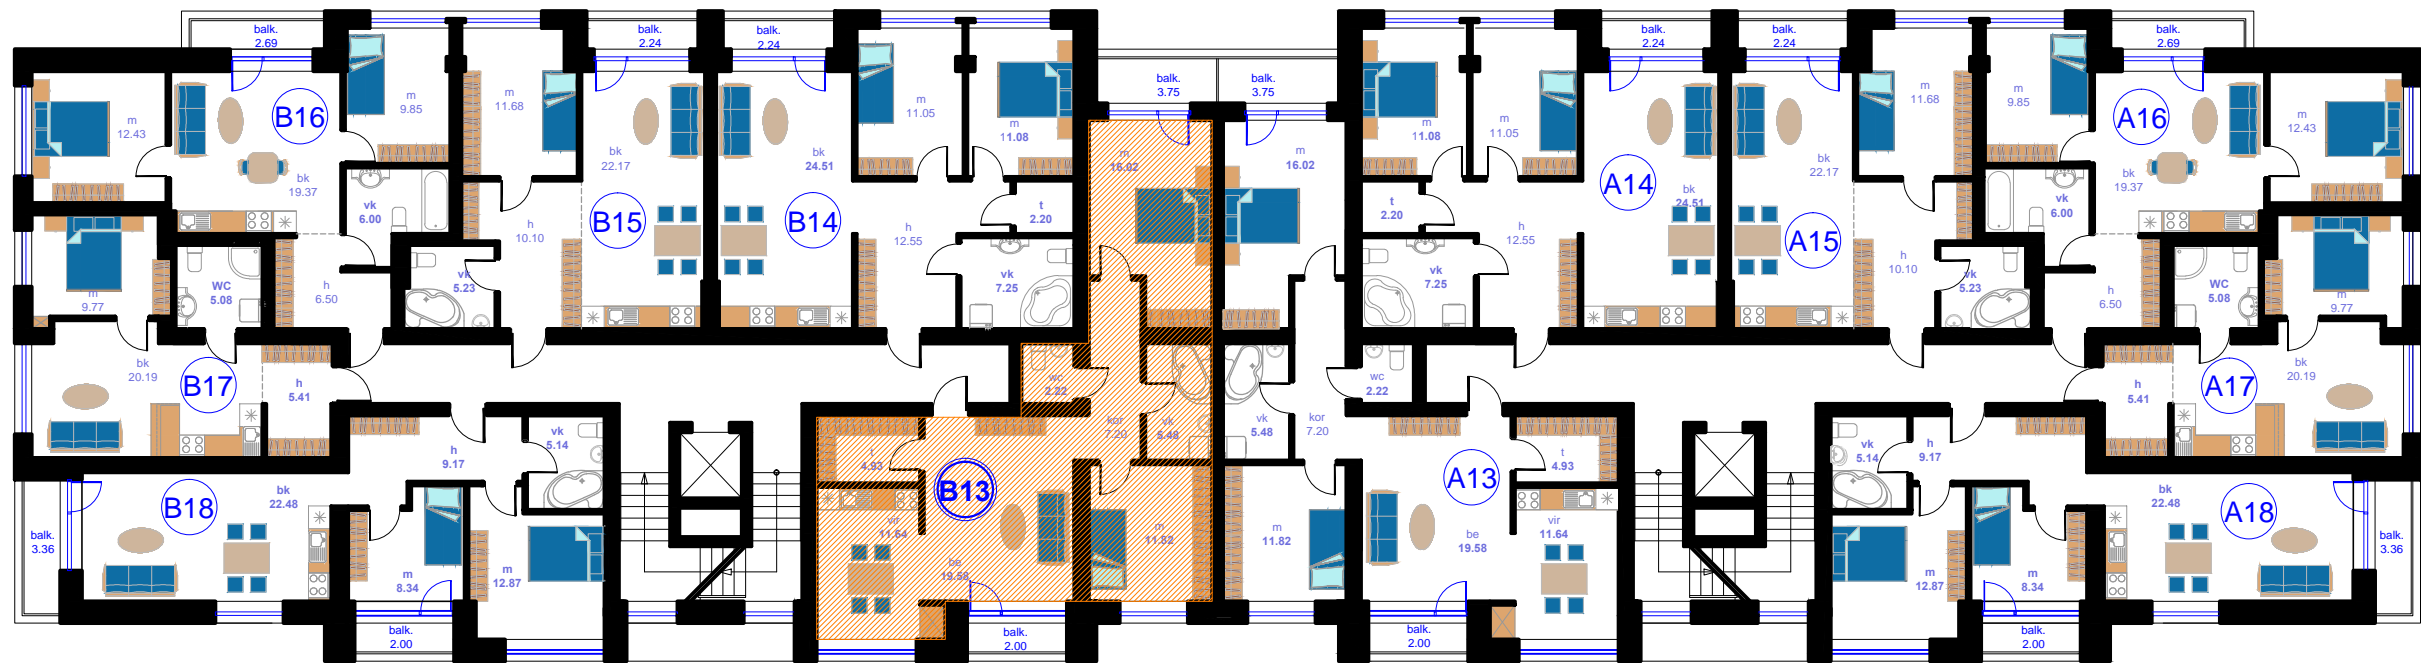 balk.
2.69
balk.
2.24
balk.
2.24
balk.
3.75
balk.
3.75
balk.
2.24
balk.
2.24
balk.
2.69
m
12.43
B16
bk
19.37
m
9.85
m
11.68
bk
22.17
B15
bk
24.51
B14
m
11.05
m
11.08
m
16.02
m
16.02
m
11.08
m
11.05
A14
bk
24.51
bk
22.17
A15
m
11.68
m
9.85
A16
bk
19.37
m
12.43
vk
6.00
h
10.10
h
12.55
t
2.20
t
2.20
h
12.55
h
10.10
vk
6.00
m
9.77
WC
5.08
h
6.50
vk
5.23
vk
7.25
vk
7.25
vk
5.23
h
6.50
WC
5.08
m
9.77
bk
20.19
B17
h
5.41
wc
2.22
kor
7.20
vk
5.48
vk
5.48
kor
7.20
wc
2.22
h
5.41
A17
bk
20.19
h
9.17
vk
5.14
t
4.93
t
4.93
vk
5.14
h
9.17
B18
bk
22.48
B13
A13
bk
22.48
A18
balk.
3.36
m
8.34
m
12.87
vir
11.64
be
19.58
m
11.82
m
11.82
be
19.58
vir
11.64
m
12.87
m
8.34
balk.
3.36
balk.
2.00
balk.
2.00
balk.
2.00
balk.
2.00